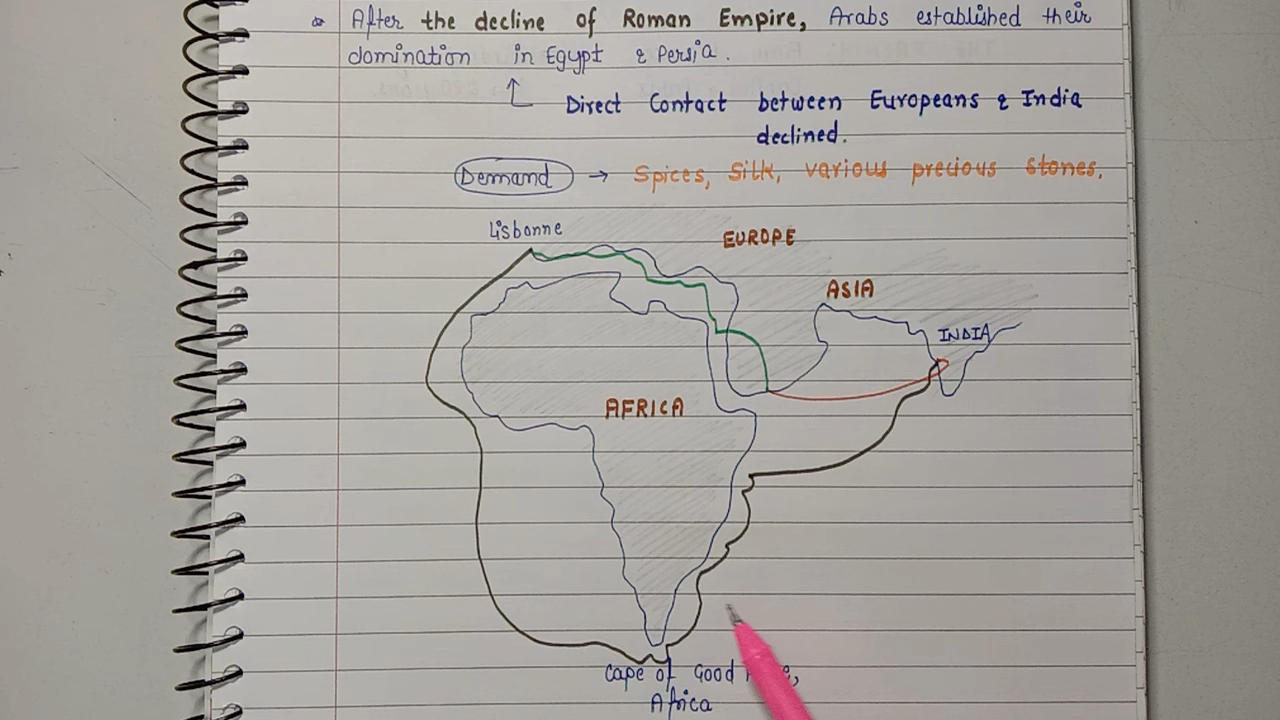 After the decline of Roman Empire, Arabs established their
domination in Egypt & Persia.
Direct Contact between Europeans & India
declined.
Demand → Spices, Silk, various precious stones.
Lisbonne
EUROPE
ASIA
INDIA
AFRICA
Cape of Good
Africa